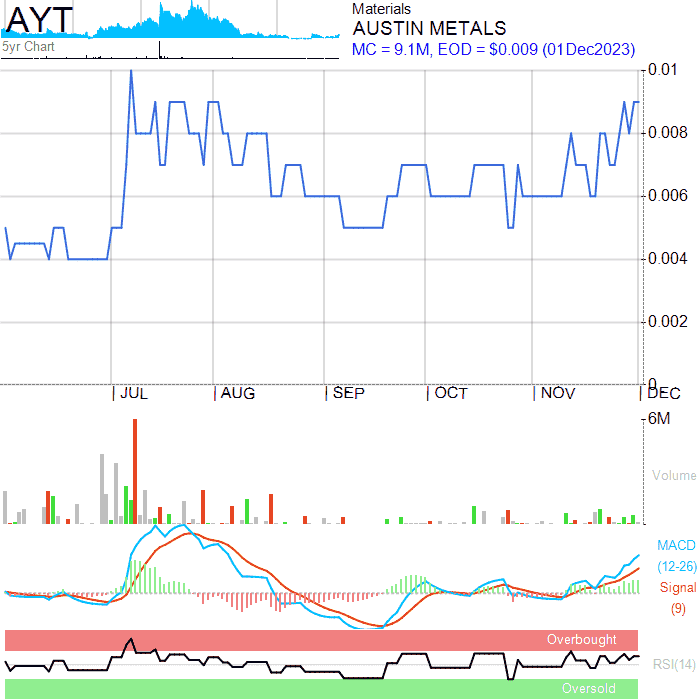 AYT
5yr Chart
Materials
AUSTIN METALS
MC = 9.1M, EOD = $0.009 (01Dec2023)
0.01
0.008
0.006
0.004
0.002
0
JUL AUG SEP OCT NOV DEC
6M
Volume
MACD
(12-26)
Signal
(9)
Overbought
RSI(14)
Oversold